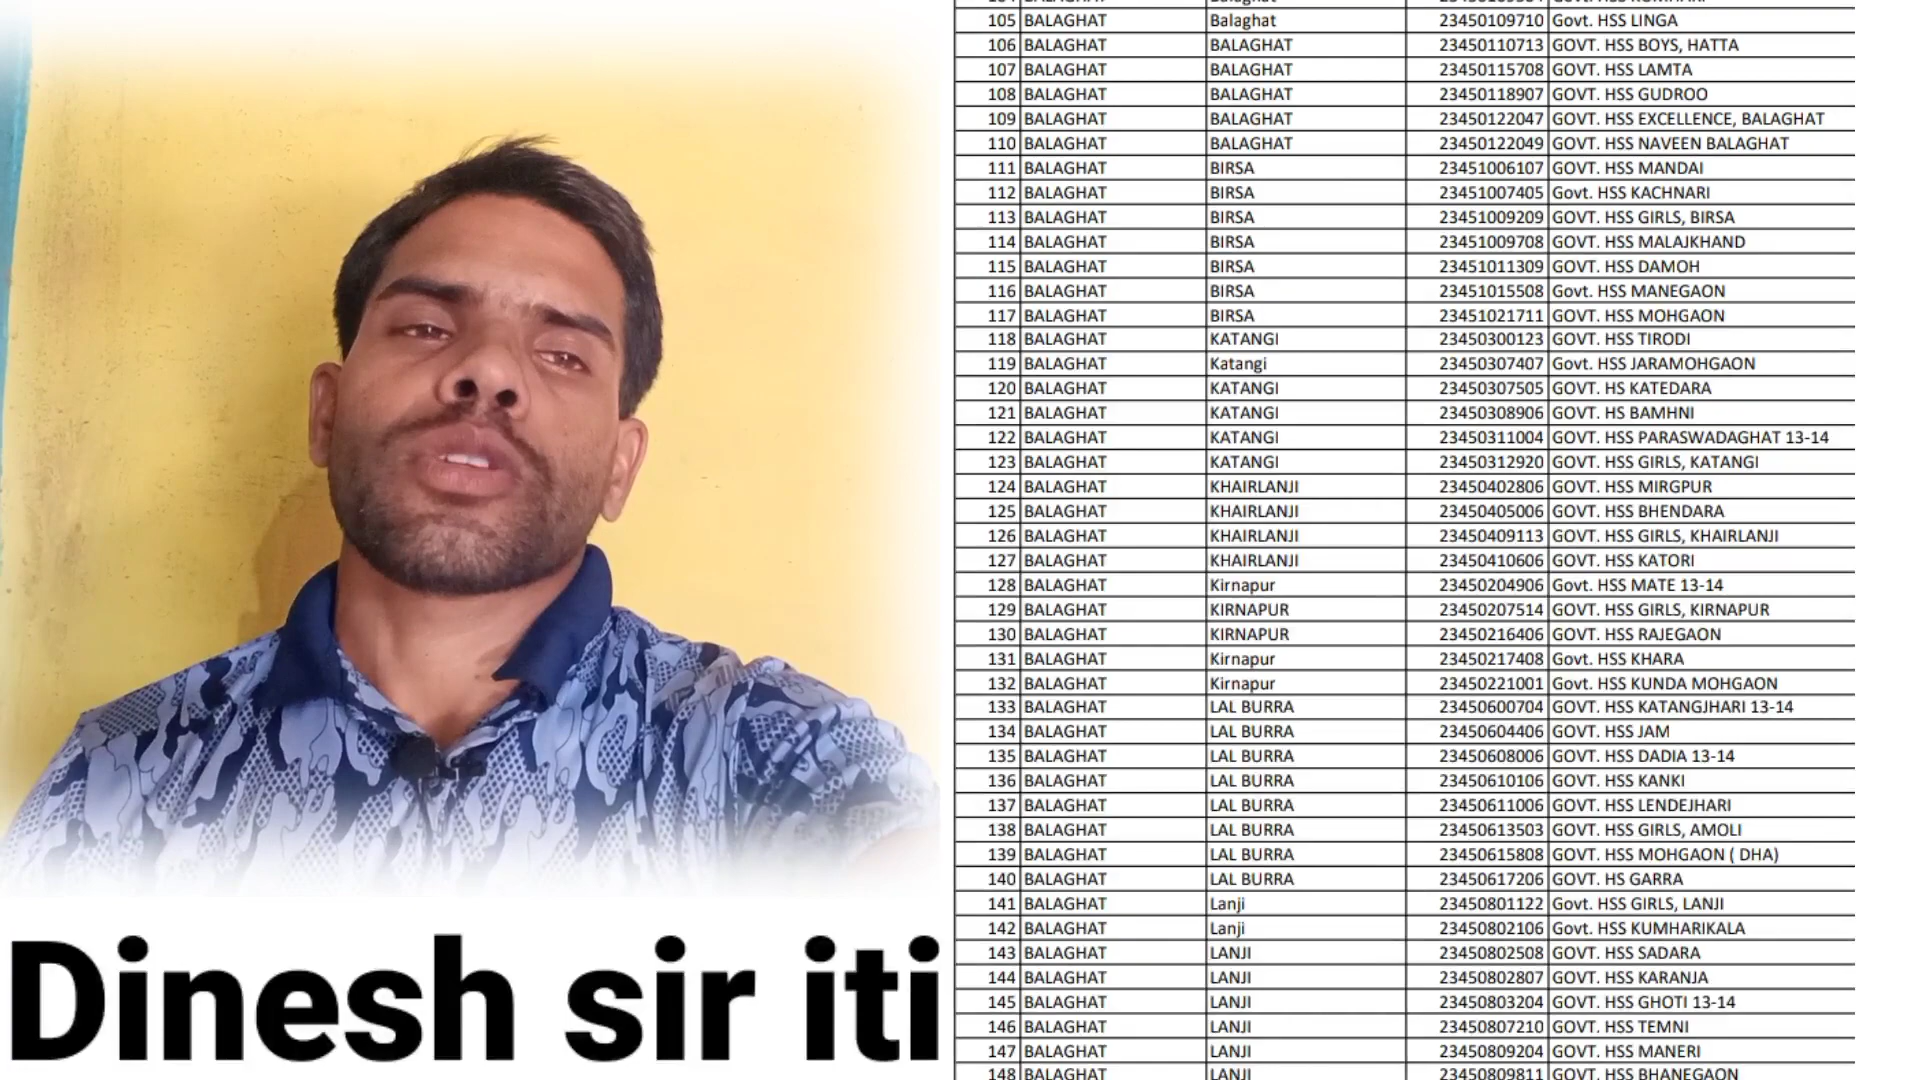 105 BALAGHAT Balaghat 23450109710 Govt. HSS LINGA
106 BALAGHAT BALAGHAT 23450110713 GOVT. HSS BOYS, HATTA
107 BALAGHAT BALAGHAT 23450115708 GOVT. HSS LAMTA
108 BALAGHAT BALAGHAT 23450118907 GOVT. HSS GUDROO
109 BALAGHAT BALAGHAT 23450122047 GOVT. HSS EXCELLENCE, BALAGHAT
110 BALAGHAT BALAGHAT 23450122049 GOVT. HSS NAVEEN BALAGHAT
111 BALAGHAT BIRSA 23451006107 GOVT. HSS MANDAI
112 BALAGHAT BIRSA 23451007405 Govt. HSS KACHNARI
113 BALAGHAT BIRSA 23451009209 GOVT. HSS GIRLS, BIRSA
114 BALAGHAT BIRSA 23451009708 GOVT. HSS MALAJKHAND
115 BALAGHAT BIRSA 23451011309 GOVT. HSS DAMOH
116 BALAGHAT BIRSA 23451015508 Govt. HSS MANEGAON
117 BALAGHAT BIRSA 23451021711 GOVT. HSS MOHGAON
118 BALAGHAT KATANGI 23450300123 GOVT. HSS TIRODI
119 BALAGHAT Katangi 23450307407 Govt. HSS JARAMOHGAON
120 BALAGHAT KATANGI 23450307505 GOVT. HS KATEDARA
121 BALAGHAT KATANGI 23450308906 GOVT. HS BAMHNI
122 BALAGHAT KATANGI 23450311004 GOVT. HSS PARASWADAGHAT 13-14
123 BALAGHAT KATANGI 23450312920 GOVT. HSS GIRLS, KATANGI
124 BALAGHAT KHAIRLANJI 23450402806 GOVT. HSS MIRGPUR
125 BALAGHAT KHAIRLANJI 23450405006 GOVT. HSS BHENDARA
126 BALAGHAT KHAIRLANJI 23450409113 GOVT. HSS GIRLS, KHAIRLANJI
127 BALAGHAT KHAIRLANJI 23450410606 GOVT. HSS KATORI
128 BALAGHAT Kirnapur 23450204906 Govt. HSS MATE 13-14
129 BALAGHAT KIRNAPUR 23450207514 GOVT. HSS GIRLS, KIRNAPUR
130 BALAGHAT KIRNAPUR 23450216406 GOVT. HSS RAJEGAON
131 BALAGHAT Kirnapur 23450217408 Govt. HSS KHARA
132 BALAGHAT Kirnapur 23450221001 Govt. HSS KUNDA MOHGAON
133 BALAGHAT LAL BURRA 23450600704 GOVT. HSS KATANGJHARI 13-14
134 BALAGHAT LAL BURRA 23450604406 GOVT. HSS JAM
135 BALAGHAT LAL BURRA 23450608006 GOVT. HSS DADIA 13-14
136 BALAGHAT LAL BURRA 23450610106 GOVT. HSS KANKI
137 BALAGHAT LAL BURRA 23450611006 GOVT. HSS LENDEJHARI
138 BALAGHAT LAL BURRA 23450613503 GOVT. HSS GIRLS, AMOLI
139 BALAGHAT LAL BURRA 23450615808 GOVT. HSS MOHGAON ( DHA)
140 BALAGHAT LAL BURRA 23450617206 GOVT. HS GARRA
141 BALAGHAT Lanji 23450801122 Govt. HSS GIRLS, LANJI
142 BALAGHAT Lanji 23450802106 Govt. HSS KUMHARIKALA
143 BALAGHAT LANJI 23450802508 GOVT. HSS SADARA
144 BALAGHAT LANJI 23450802807 GOVT. HSS KARANJA
145 BALAGHAT LANJI 23450803204 GOVT. HSS GHOTI 13-14
146 BALAGHAT LANJI 23450807210 GOVT. HSS TEMNI
147 BALAGHAT LANJI 23450809204 GOVT. HSS MANERI
148 BALAGHAT LANJI 23450809811 GOVT. HSS BHANEGAON
Dinesh sir iti